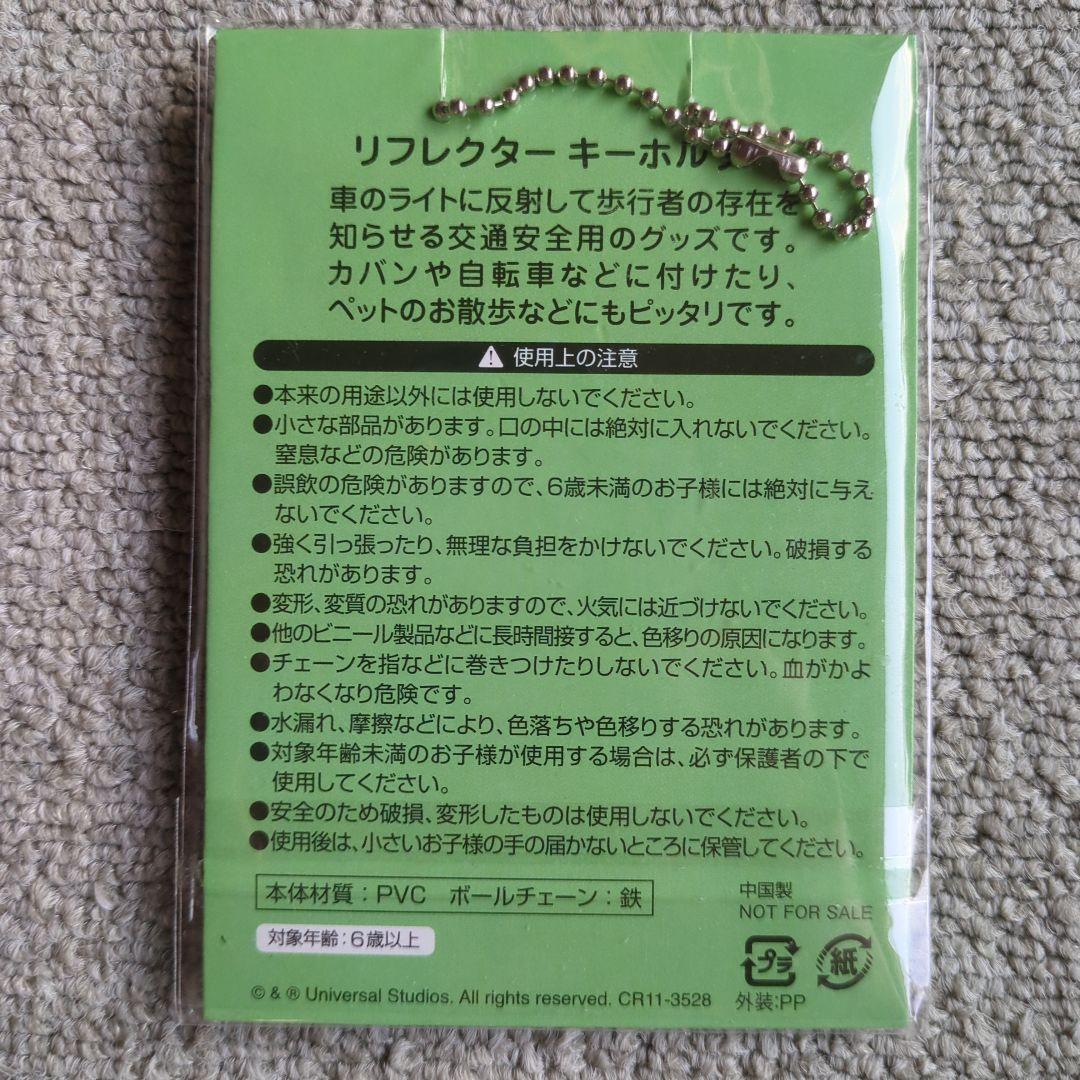 リフレクター キーホル
車のライトに反射して歩行者の存在を
知らせる交通安全用のグッズです。
カバンや自転車などに付けたり、
ペットのお散歩などにもピッタリです。
使用上の注意
●本来の用途以外には使用しないでください。
●小さな部品があります。口の中には絶対に入れないでください。
窒息などの危険があります。
●誤飲の危険がありますので、6歳未満のお子様には絶対に与え
ないでください。
●強く引っ張ったり、無理な負担をかけないでください。破損する
恐れがあります。
●変形、変質の恐れがありますので、火気には近づけないでください。
●他のビニール製品などに長時間接すると、色移りの原因になります。
●チェーンを指などに巻きつけたりしないでください。血がかよ
わなくなり危険です。
●水漏れ、摩擦などにより、色落ちや色移りする恐れがあります。
●対象年齢未満のお子様が使用する場合は、必ず保護者の下で
使用してください。
●安全のため破損、変形したものは使用しないでください。
●使用後は、小さいお子様の手の届かないところに保管してください。
本体材質：PVC ボールチェーン：鉄
中国製
NOT FOR SALE
対象年齢：6歳以上
プラ
紙
外装:PP
© & ® Universal Studios. All rights reserved. CR11-3528